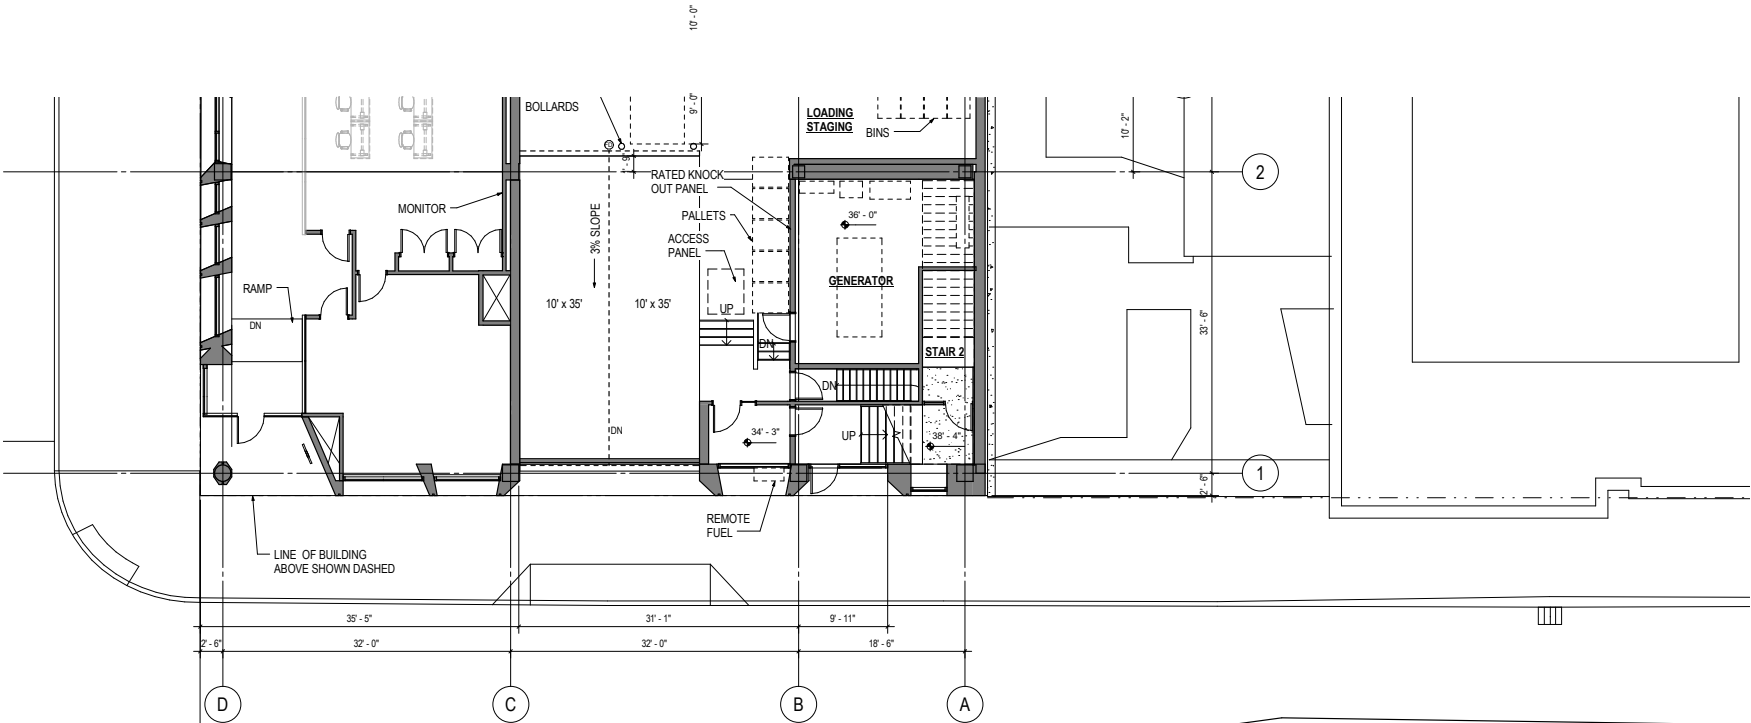 10' - 0"
BOLLARDS
9' - 0"
LOADING
STAGING
BINS
10' - 2"
2
RATED KNOCK
OUT PANEL
MONITOR
3% SLOPE
PALLETS
36' - 0"
ACCESS
PANEL
GENERATOR
RAMP
10' x 35'
10' x 35'
UP
DN
33' - 6"
DN
STAIR 2
DN
DN
UP
34' - 3"
38' - 4"
1
2' - 6"
REMOTE
FUEL
LINE OF BUILDING
ABOVE SHOWN DASHED
35' - 5"
31' - 1"
9' - 11"
2' - 6"
32' - 0"
32' - 0"
18' - 6"
D
C
B
A